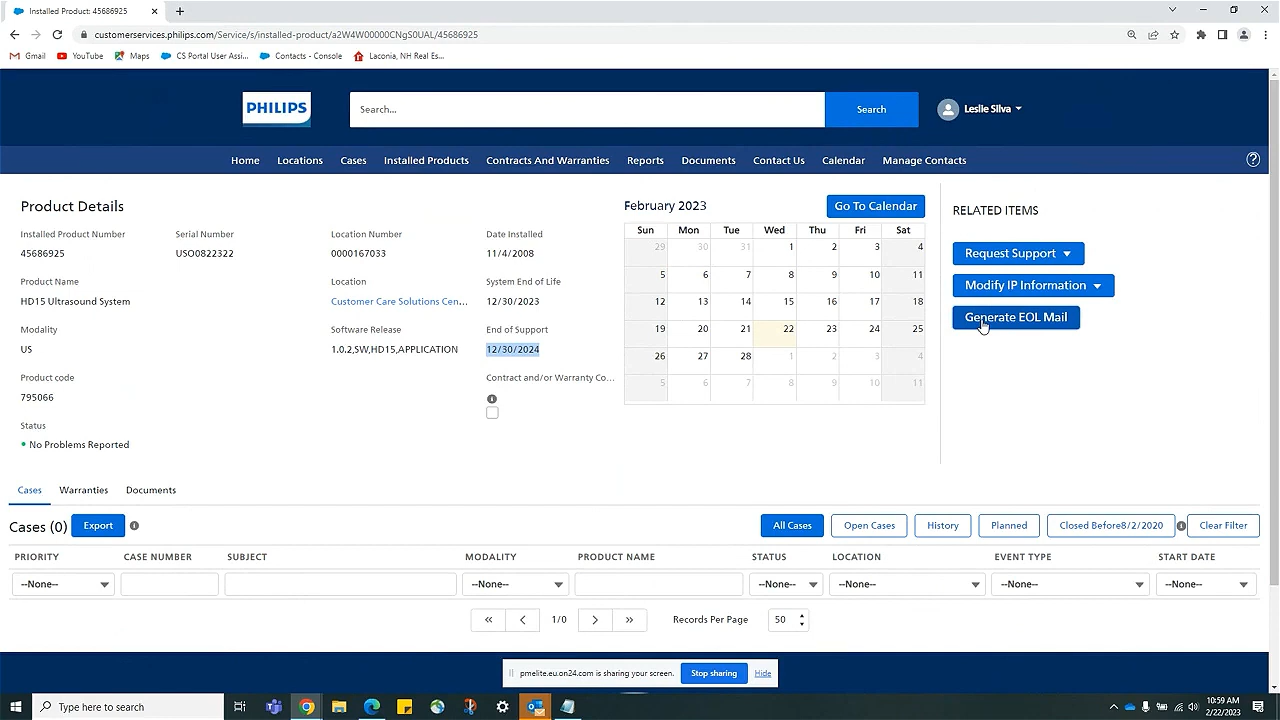 Installed Product: 45686925
customerservices.philips.com/Service/s/installed-product/a2W4W00000CNgS0UAL/45686925
Gmail YouTube Maps CS Portal User Assi... Contacts - Console Laconia, NH Real Es...
PHILIPS
Search...
Search
Leslie Silva
Home Locations Cases Installed Products Contracts And Warranties Reports Documents Contact Us Calendar Manage Contacts
Product Details
Installed Product Number
45686925
Serial Number
USO0822322
Location Number
0000167033
Date Installed
11/4/2008
Product Name
HD15 Ultrasound System
Location
Customer Care Solutions Cen...
System End of Life
12/30/2023
Modality
US
Software Release
1.0.2,SW,HD15,APPLICATION
End of Support
12/30/2024
Product code
795066
Contract and/or Warranty Co...
Status
No Problems Reported
February 2023
Go To Calendar
Sun Mon Tue Wed Thu Fri Sat
29 30 31 1 2 3 4
5 6 7 8 9 10 11
12 13 14 15 16 17 18
19 20 21 22 23 24 25
26 27 28 1 2 3 4
5 6 7 8 9 10 11
RELATED ITEMS
Request Support
Modify IP Information
Generate EOL Mail
Cases Warranties Documents
Cases (0) Export
All Cases Open Cases History Planned Closed Before8/2/2020 Clear Filter
PRIORITY CASE NUMBER SUBJECT MODALITY PRODUCT NAME STATUS LOCATION EVENT TYPE START DATE
--None-- --None-- --None-- --None-- --None-- --None--
« ‹ 1/0 › » Records Per Page 50
pmelite.eu.on24.com is sharing your screen. Stop sharing Hide
Type here to search
10:59 AM
2/22/2023